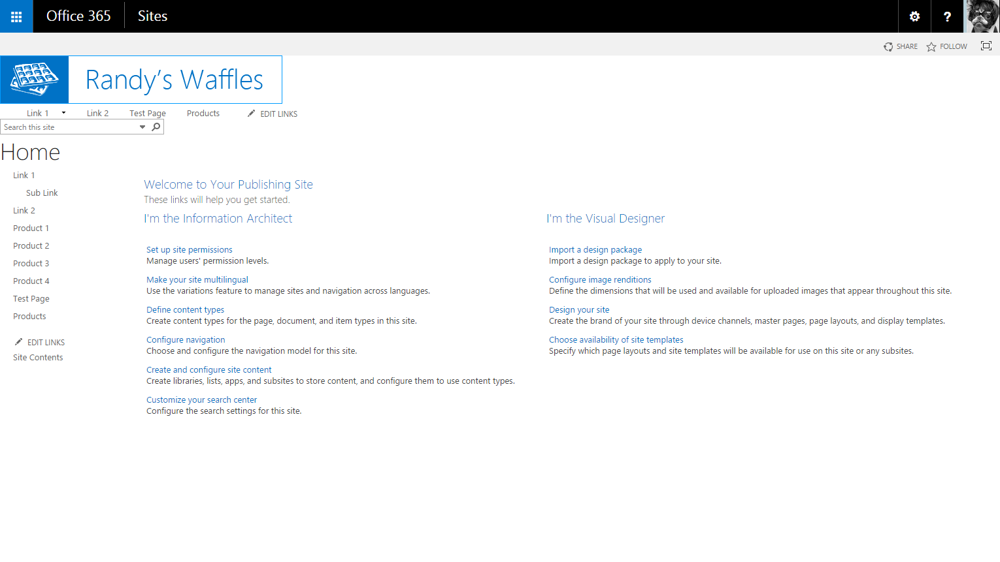 Office 365 Sites ?
SHARE FOLLOW
Randy's Waffles
Link 1 Link 2 Test Page Products EDIT LINKS
Search this site
Home
Link 1
Sub Link
Link 2
Product 1
Product 2
Product 3
Product 4
Test Page
Products
EDIT LINKS
Site Contents
Welcome to Your Publishing Site
These links will help you get started.
I'm the Information Architect
Set up site permissions
Manage users' permission levels.
Make your site multilingual
Use the variations feature to manage sites and navigation across languages.
Define content types
Create content types for the page, document, and item types in this site.
Configure navigation
Choose and configure the navigation model for this site.
Create and configure site content
Create libraries, lists, apps, and subsites to store content, and configure them to use content types.
Customize your search center
Configure the search settings for this site.
I'm the Visual Designer
Import a design package
Import a design package to apply to your site.
Configure image renditions
Define the dimensions that will be used and available for uploaded images that appear throughout this site.
Design your site
Create the brand of your site through device channels, master pages, page layouts, and display templates.
Choose availability of site templates
Specify which page layouts and site templates will be available for use on this site or any subsites.